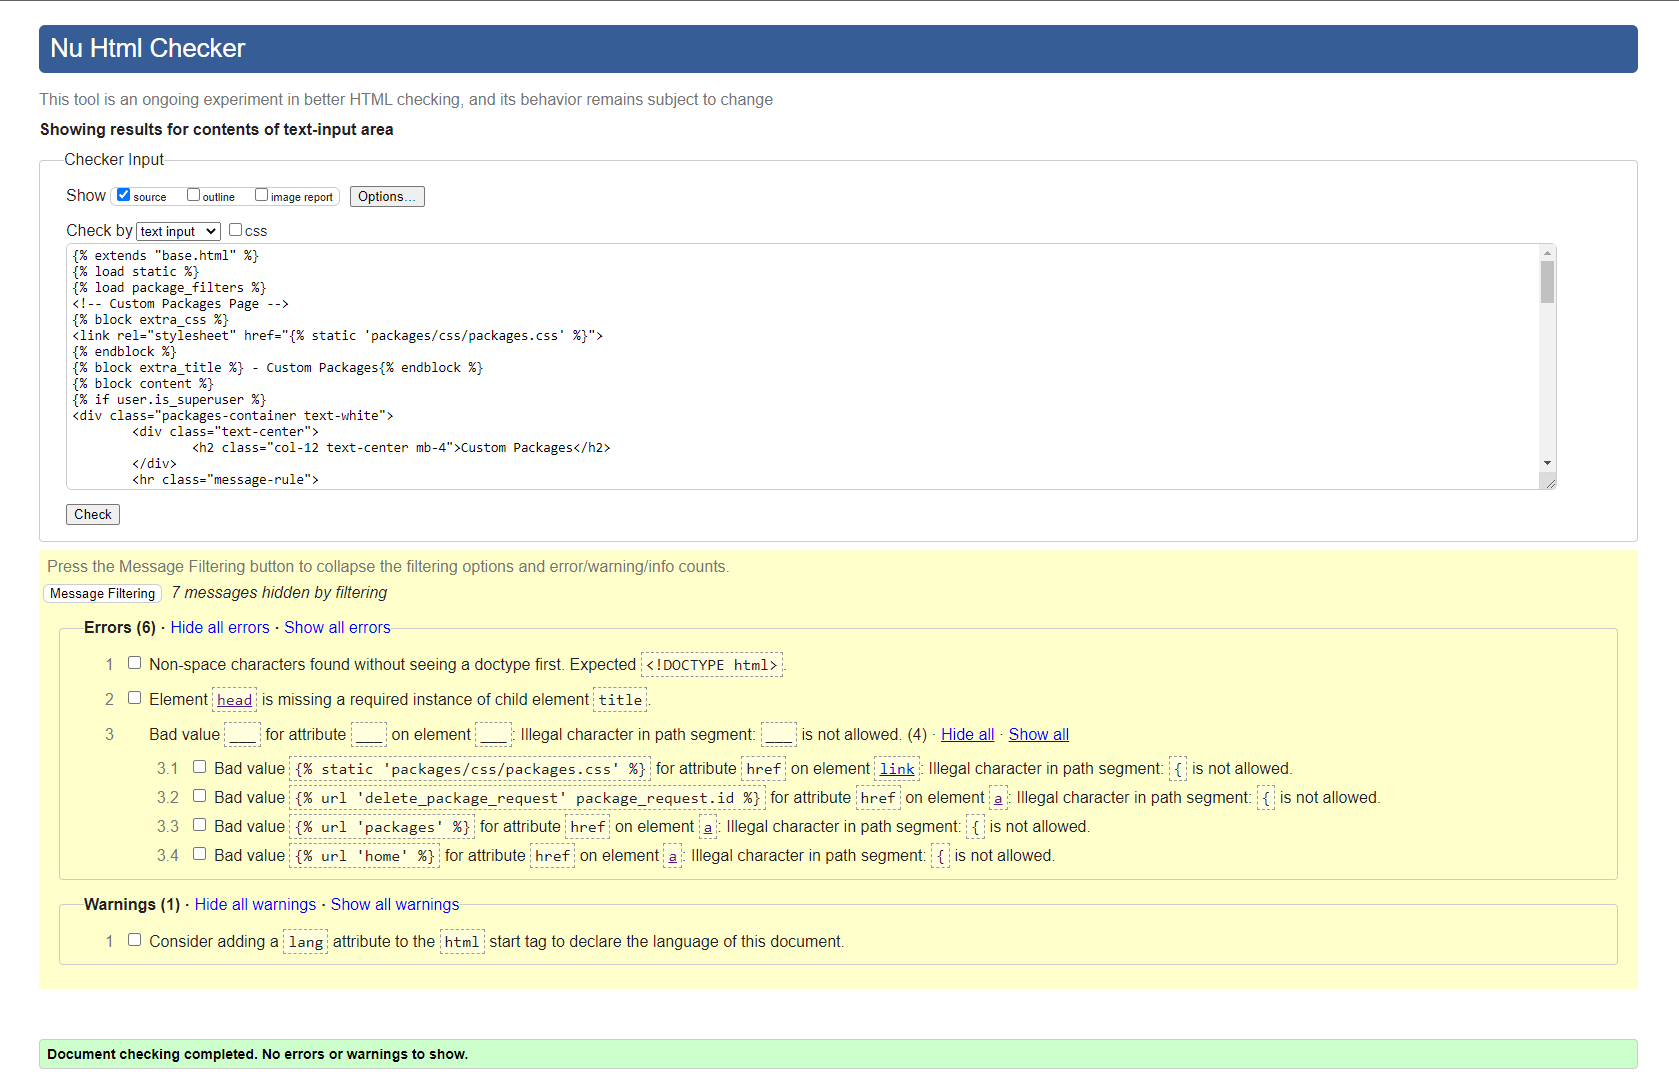 Nu Html Checker
This tool is an ongoing experiment in better HTML checking, and its behavior remains subject to change
Showing results for contents of text-input area
Checker Input
Show source outline image report Options...
Check by text input css
{% extends "base.html" %}
{% load static %}
{% load package_filters %}
<!-- Custom Packages Page -->
{% block extra_css %}
<link rel="stylesheet" href="{% static 'packages/css/packages.css' %}">
{% endblock %}
{% block extra_title %} - Custom Packages{% endblock %}
{% block content %}
{% if user.is_superuser %}
<div class="packages-container text-white">
<div class="text-center">
<h2 class="col-12 text-center mb-4">Custom Packages</h2>
</div>
<hr class="message-rule">
Check
Press the Message Filtering button to collapse the filtering options and error/warning/info counts.
Message Filtering 7 messages hidden by filtering
Errors (6) · Hide all errors · Show all errors
1 Non-space characters found without seeing a doctype first. Expected <!DOCTYPE html>.
2 Element head is missing a required instance of child element title.
3 Bad value ___ for attribute ___ on element ___: Illegal character in path segment: ___ is not allowed. (4) · Hide all · Show all
3.1 Bad value {% static 'packages/css/packages.css' %} for attribute href on element link: Illegal character in path segment: { is not allowed.
3.2 Bad value {% url 'delete_package_request' package_request.id %} for attribute href on element a: Illegal character in path segment: { is not allowed.
3.3 Bad value {% url 'packages' %} for attribute href on element a: Illegal character in path segment: { is not allowed.
3.4 Bad value {% url 'home' %} for attribute href on element a: Illegal character in path segment: { is not allowed.
Warnings (1) · Hide all warnings · Show all warnings
1 Consider adding a lang attribute to the html start tag to declare the language of this document.
Document checking completed. No errors or warnings to show.